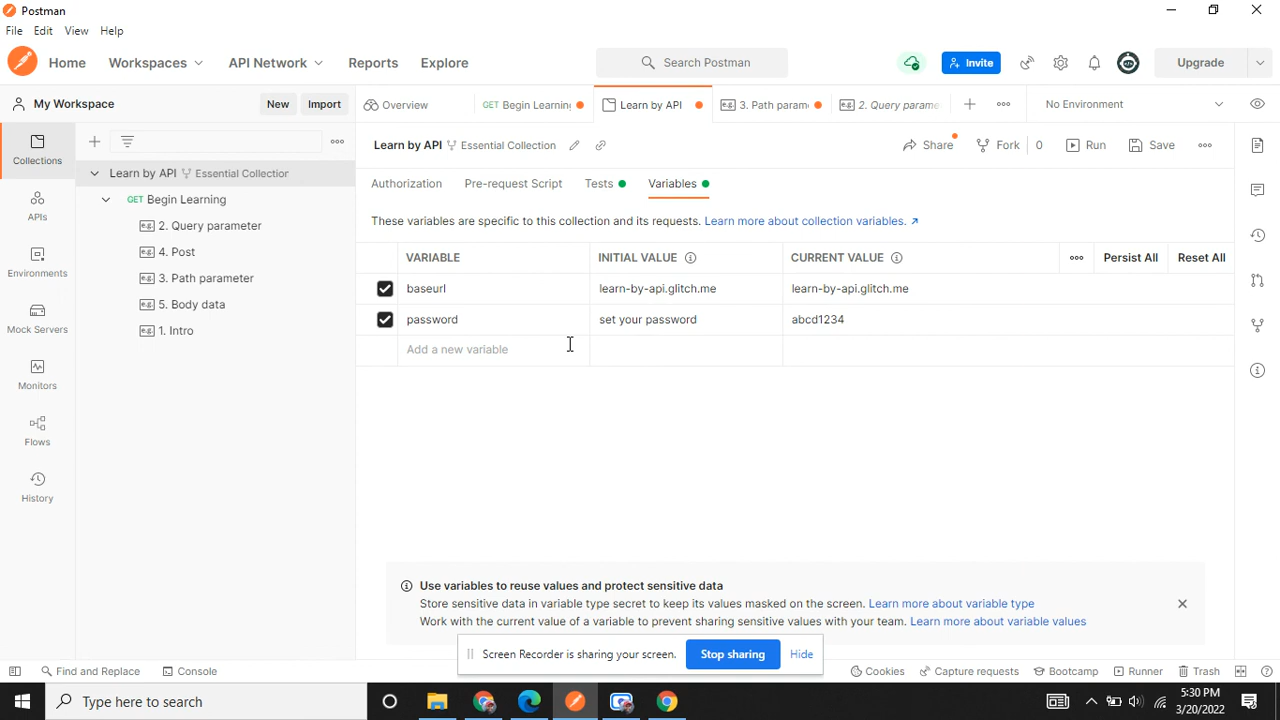 Postman
File Edit View Help
Home Workspaces API Network Reports Explore Search Postman Invite Upgrade
My Workspace New Import Overview GET Begin Learning Learn by API 3. Path param 2. Query parame No Environment
Collections
APIs
Environments
Mock Servers
Monitors
Flows
History
Learn by API Essential Collection
GET Begin Learning
e.g. 2. Query parameter
e.g. 4. Post
e.g. 3. Path parameter
e.g. 5. Body data
e.g. 1. Intro
Learn by API Essential Collection Share Fork 0 Run Save
Authorization Pre-request Script Tests Variables
These variables are specific to this collection and its requests. Learn more about collection variables. ↗
VARIABLE INITIAL VALUE CURRENT VALUE Persist All Reset All
baseurl learn-by-api.glitch.me learn-by-api.glitch.me
password set your password abcd1234
Add a new variable
Use variables to reuse values and protect sensitive data
Store sensitive data in variable type secret to keep its values masked on the screen. Learn more about variable type
Work with the current value of a variable to prevent sharing sensitive values with your team. Learn more about variable values
Screen Recorder is sharing your screen. Stop sharing Hide
Find and Replace Console Cookies Capture requests Bootcamp Runner Trash
Type here to search
5:30 PM
3/20/2022